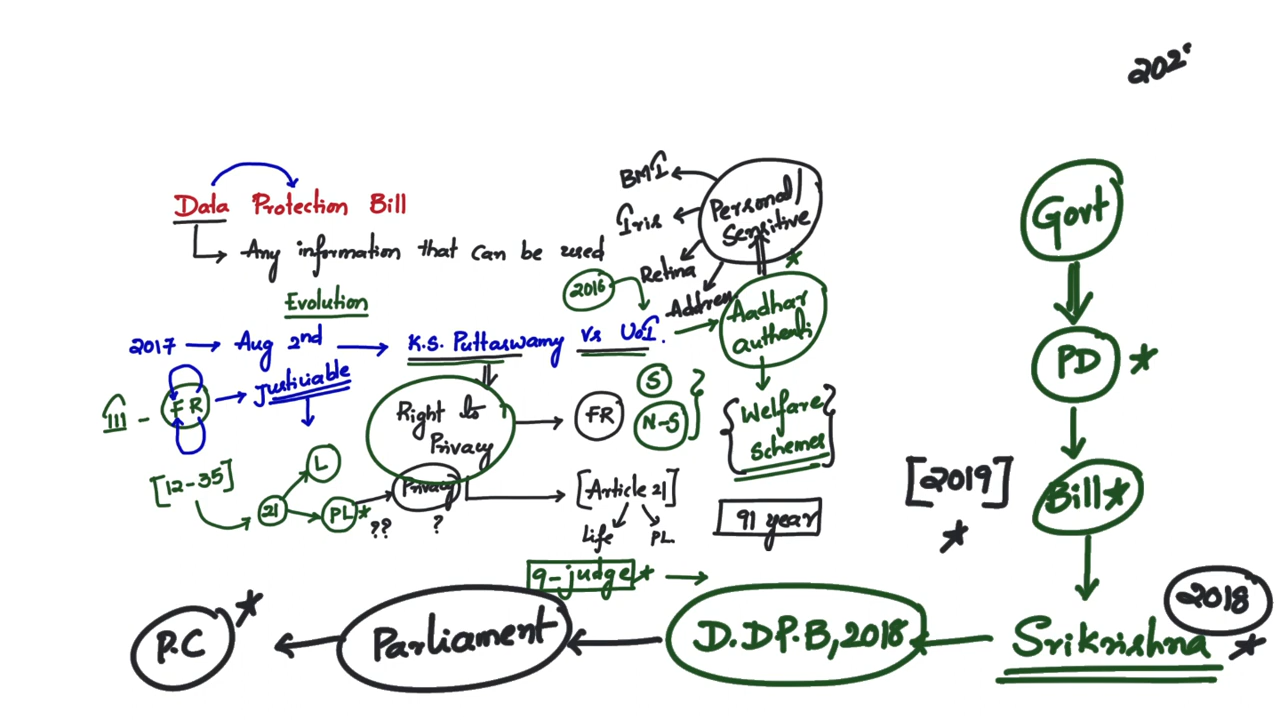 202
BMI
Personal/
Sensitive
Iris
Retina
Address
Data Protection Bill
Any information that can be used
Evolution
2016
2017 → Aug 2nd → K.S. Puttaswamy vs UoI.
Aadhar
authenti
III - FR → Justiciable
Right to
Privacy
FR
S
N-S
Welfare
Schemes
[12-35]
21
L
PL*
??
Privacy
?
[Article 21]
Life
PL
91 year
9-judge* →
Govt
PD *
[2019]
*
Bill*
2018
Srikrishna *
D.DP.B, 2018
Parliament
P.C *